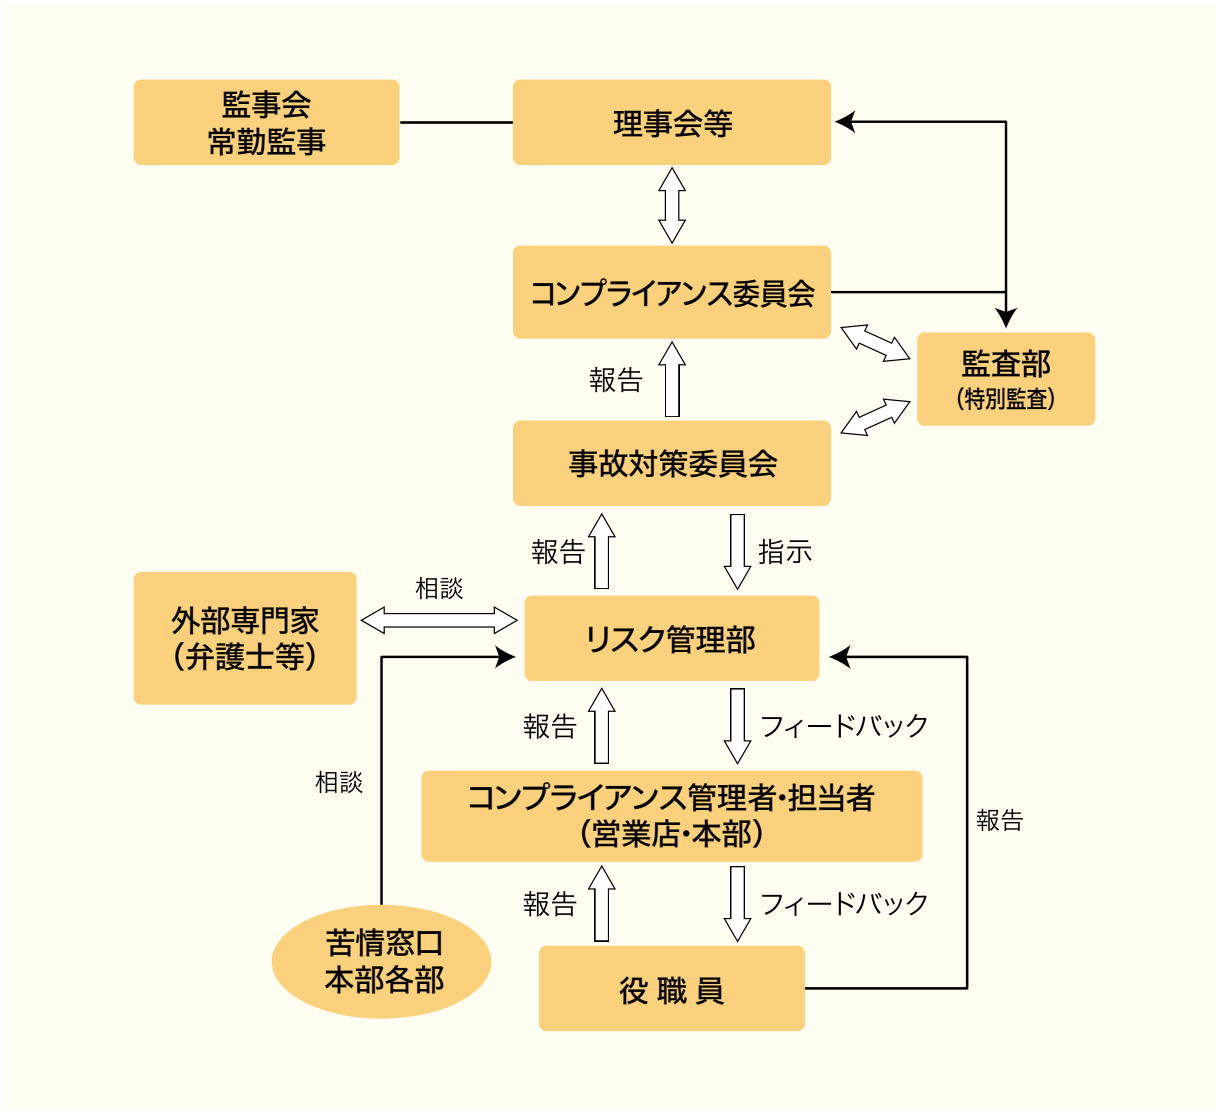 監事会
常勤監事
理事会等
コンプライアンス委員会
監査部
（特別監査）
報告
事故対策委員会
報告
指示
相談
外部専門家
（弁護士等）
リスク管理部
報告
フィードバック
相談
コンプライアンス管理者・担当者
（営業店・本部）
報告
報告
フィードバック
苦情窓口
本部各部
役職員